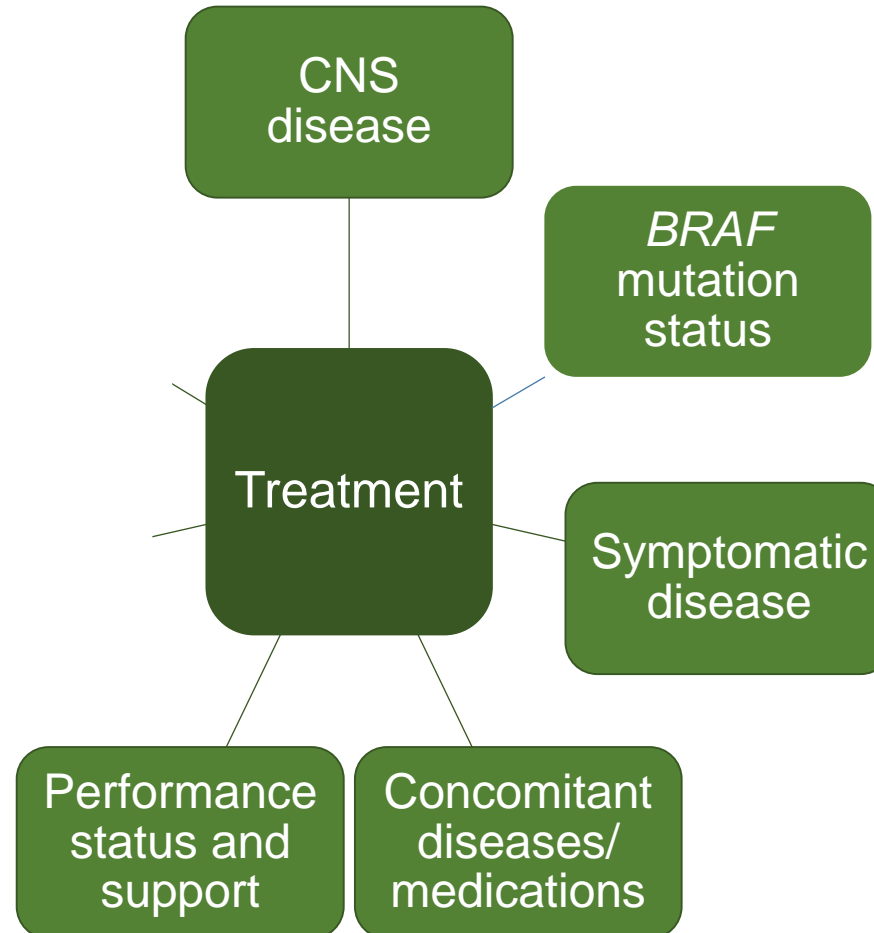 CNS
disease
BRAF
mutation
status
Treatment
Symptomatic
disease
Performance
status and
support
Concomitant
diseases/
medications